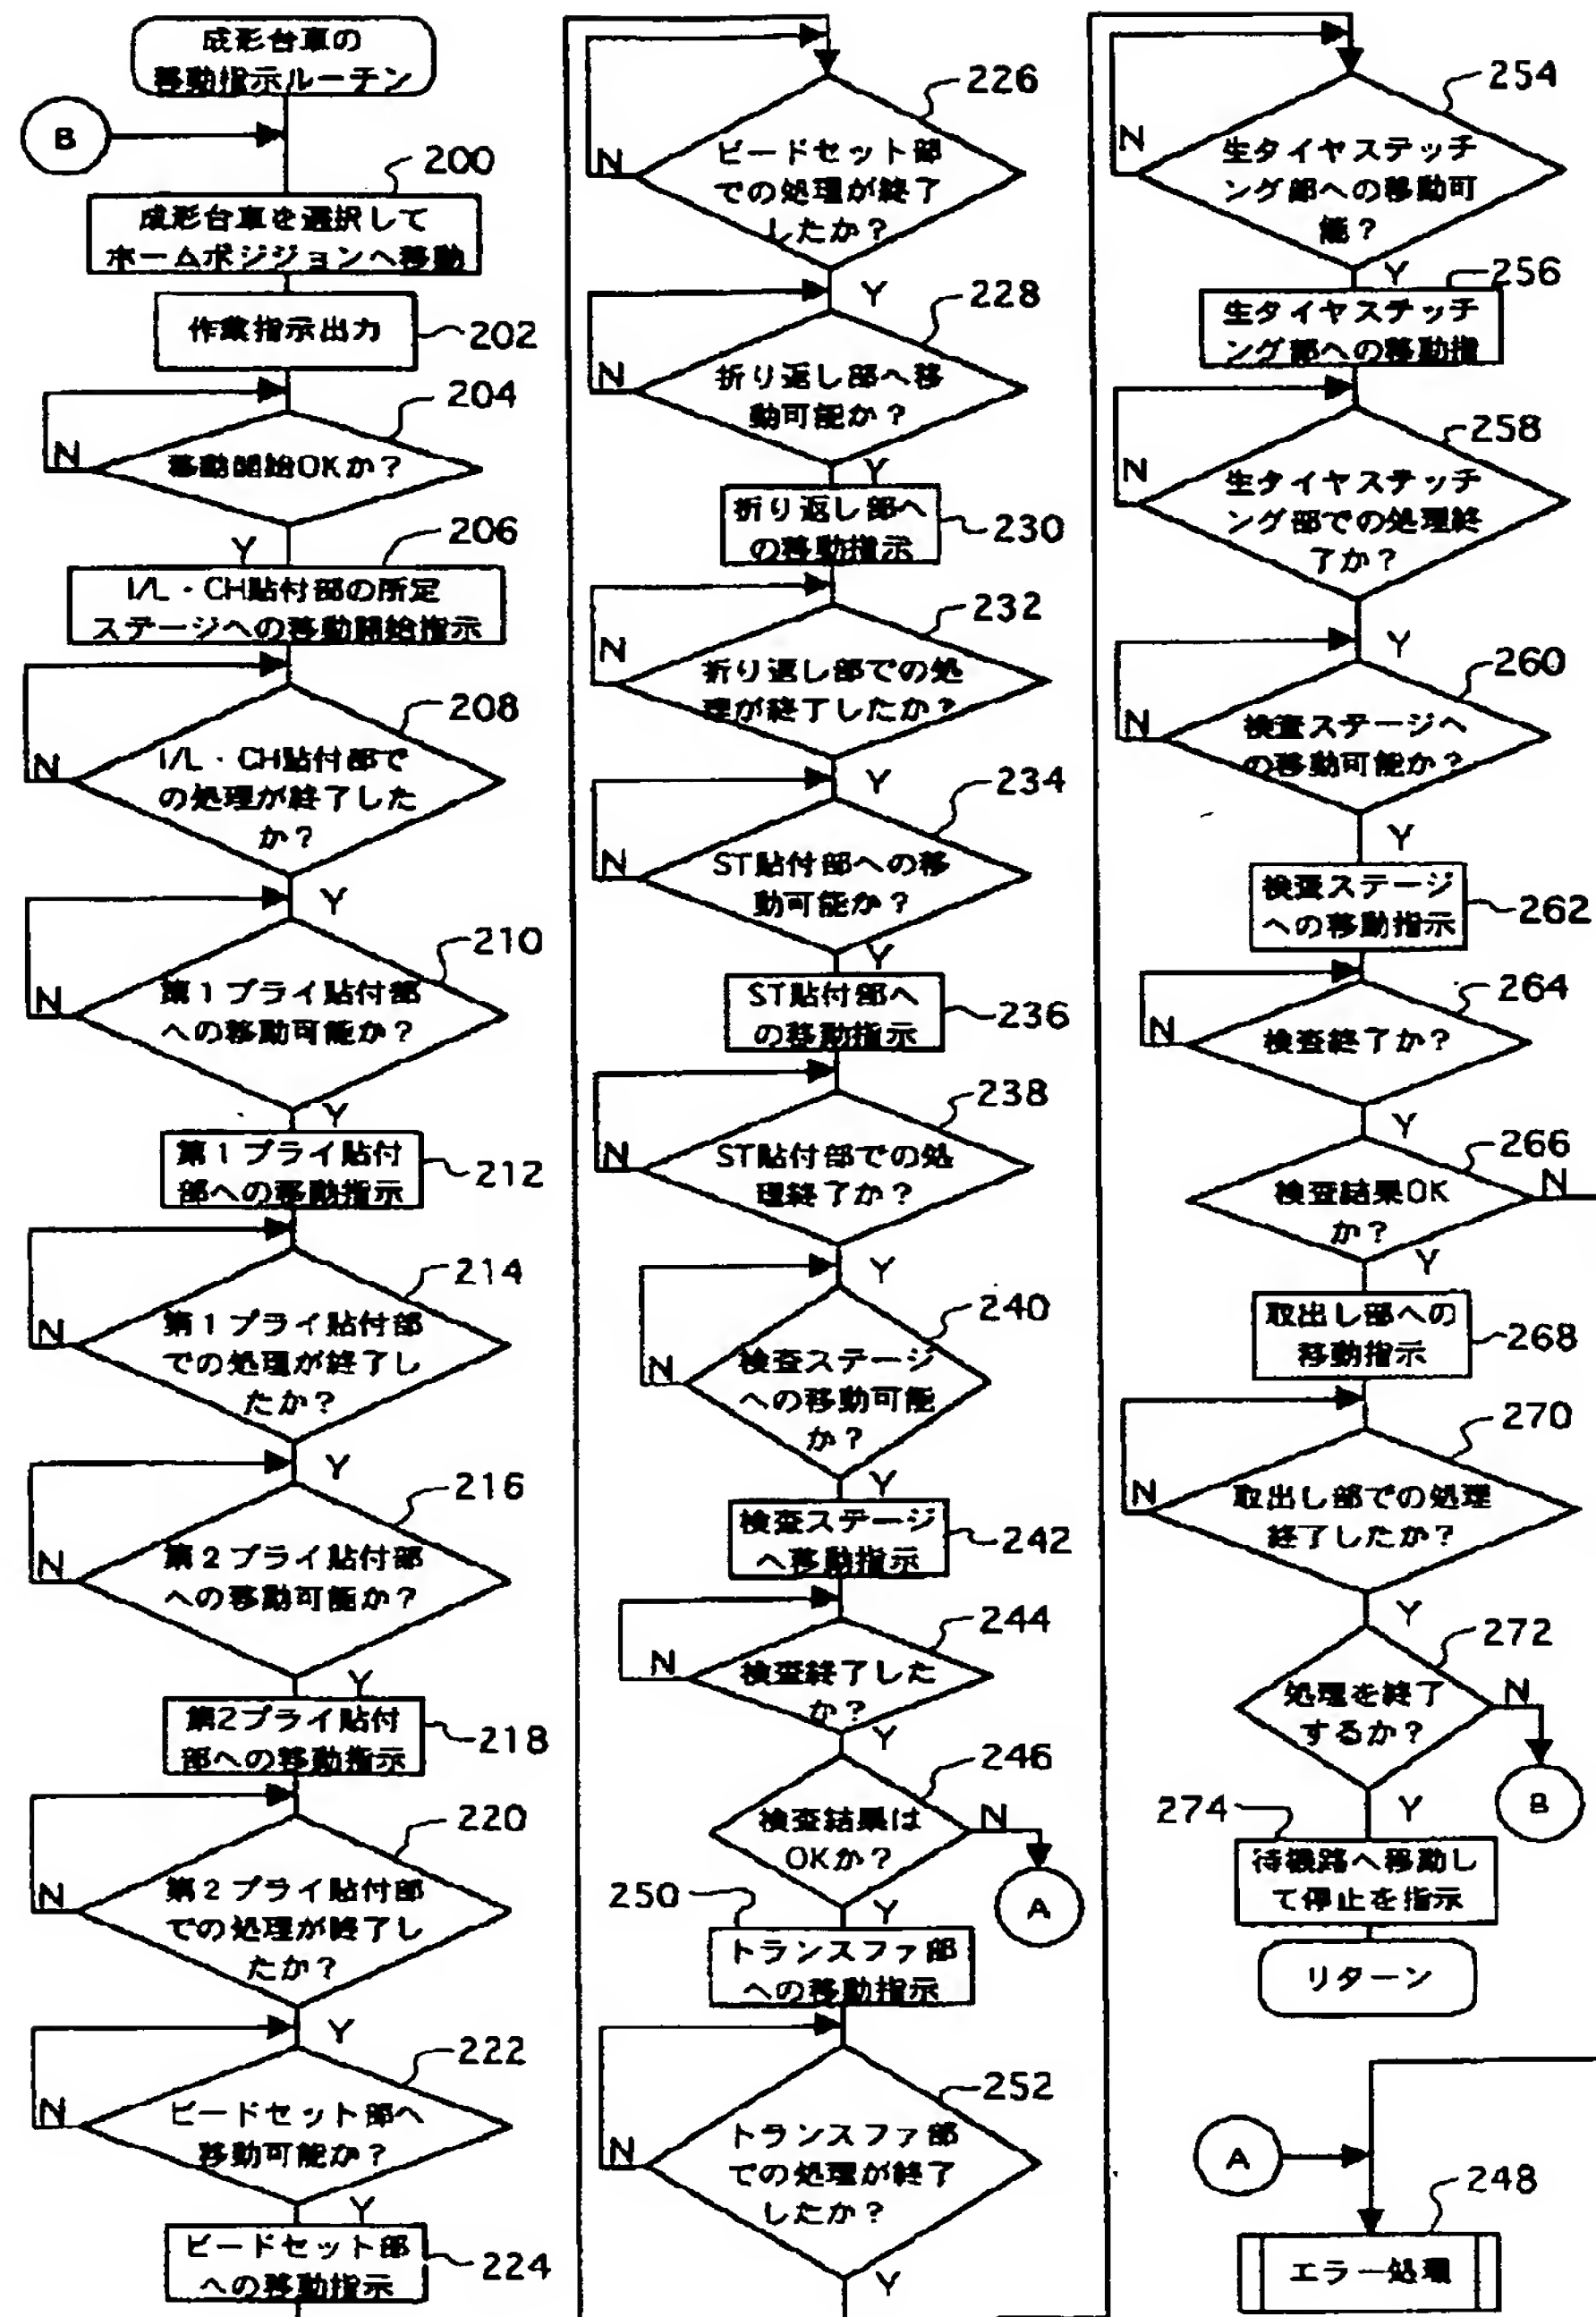 成形台車の
移動指示ルーチン
B
200
成形台車を選択して
ホームポジジョンへ移動
作業指示出力
202
204
N
移動開始OKか？
Y
206
I/L・CH貼付部の所定
ステージへの移動開始指示
208
N
I/L・CH貼付部で
の処理が終了した
か？
Y
210
N
第1プライ貼付部
への移動可能か？
Y
第1プライ貼付
部への移動指示
212
214
N
第1プライ貼付部
での処理が終了し
たか？
Y
216
N
第2プライ貼付部
への移動可能か？
Y
第2プライ貼付
部への移動指示
218
220
N
第2プライ貼付部
での処理が終了し
たか？
Y
222
N
ビードセット部へ
移動可能か？
Y
ビードセット部
への移動指示
224
226
N
ビードセット部
での処理が終了
したか？
Y
228
N
折り返し部へ移
動可能か？
Y
折り返し部へ
の移動指示
230
232
N
折り返し部での処
理が終了したか？
Y
234
N
ST貼付部への移
動可能か？
Y
ST貼付部へ
の移動指示
236
238
N
ST貼付部での処
理終了か？
Y
240
N
検査ステージ
への移動可能
か？
Y
検査ステージ
へ移動指示
242
244
N
検査終了した
か？
Y
246
検査結果は
OKか？
N
A
250
Y
トランスファ部
への移動指示
252
N
トランスファ部
での処理が終了
したか？
Y
254
N
生タイヤステッチ
ング部への移動可
能？
Y
256
生タイヤステッチ
ング部への移動指
258
N
生タイヤステッチ
ング部での処理終
了か？
Y
260
N
検査ステージへ
の移動可能か？
Y
検査ステージ
への移動指示
262
264
N
検査終了か？
Y
266
検査結果OK
か？
N
Y
取出し部への
移動指示
268
270
N
取出し部での処理
終了したか？
Y
272
処理を終了
するか？
N
B
274
Y
待機路へ移動し
て停止を指示
リターン
A
248
エラー処理